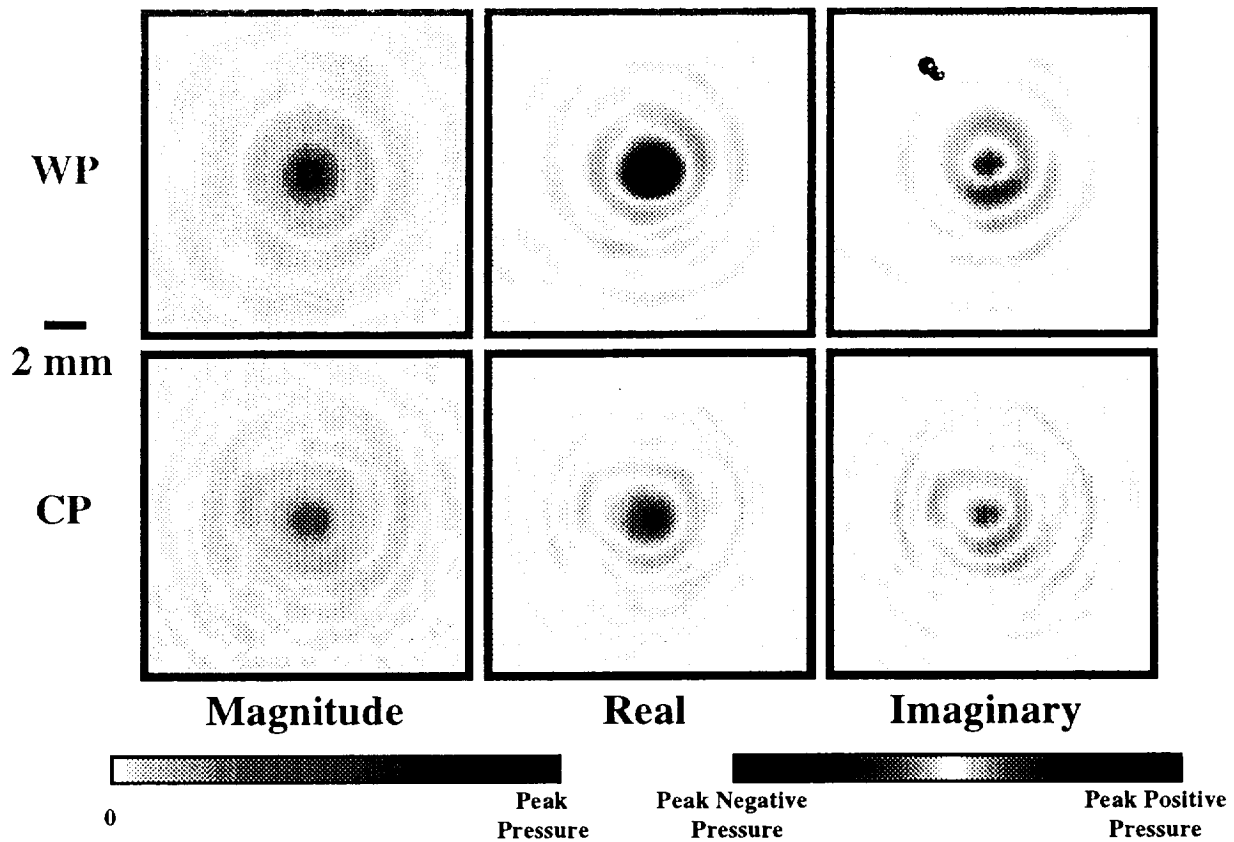 WP
2 mm
CP
Magnitude Real Imaginary
0 Peak Pressure Peak Negative Pressure Peak Positive Pressure